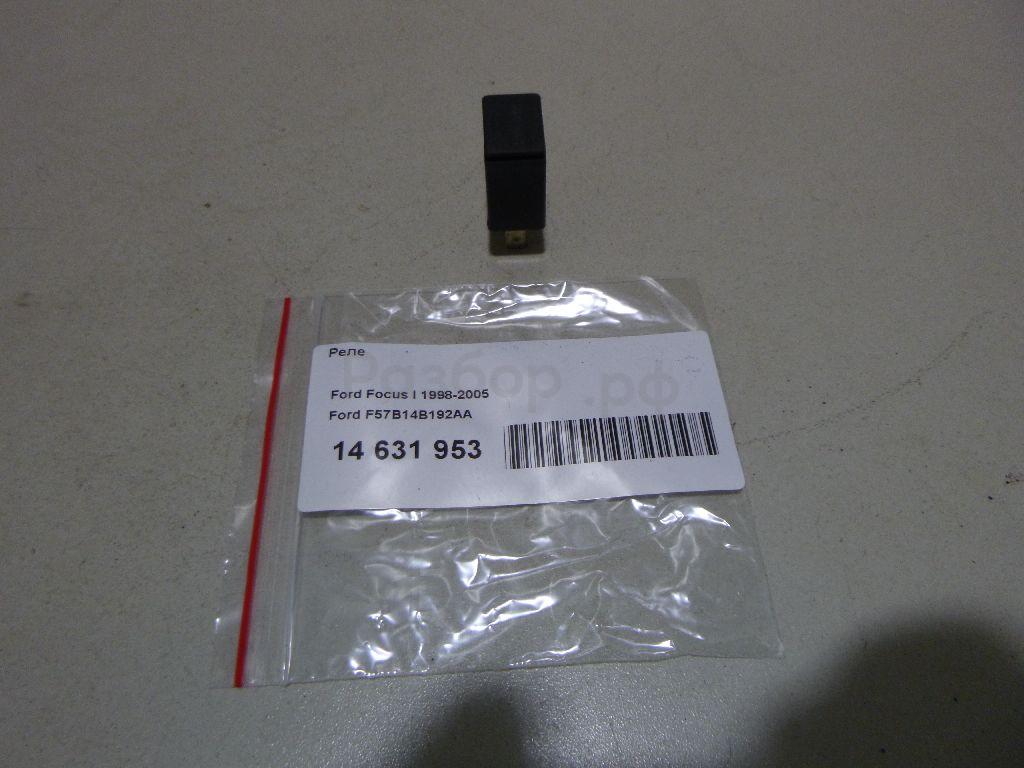 Реле
Разбор.рф
Ford Focus I 1998-2005
Ford F57B14B192AA
14 631 953